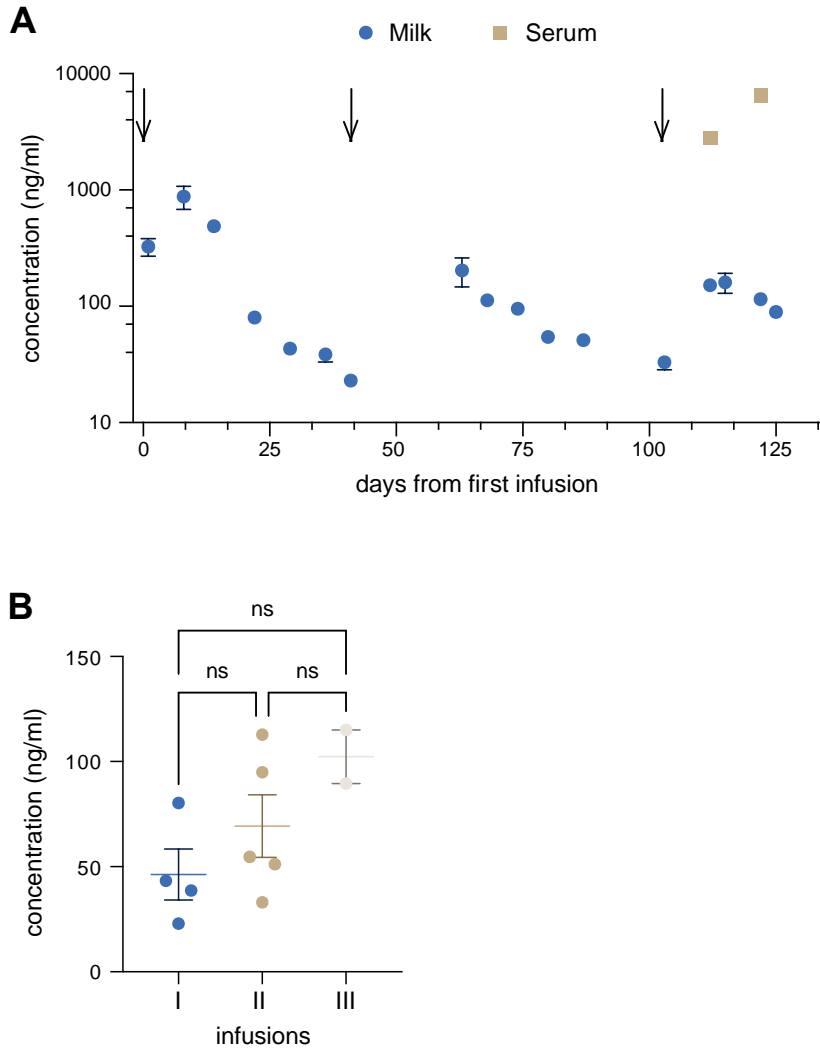 A
Milk Serum
10000
1000
100
10
concentration (ng/ml)
0 25 50 75 100 125
days from first infusion
B
ns
ns ns
150
100
50
0
concentration (ng/ml)
I II III
infusions